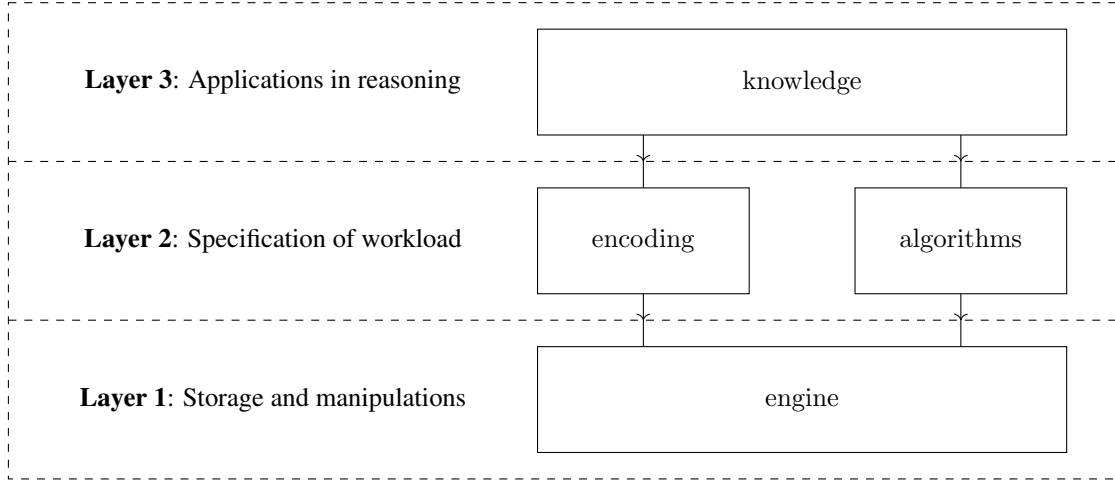 Layer 3: Applications in reasoning
knowledge
Layer 2: Specification of workload
encoding
algorithms
Layer 1: Storage and manipulations
engine